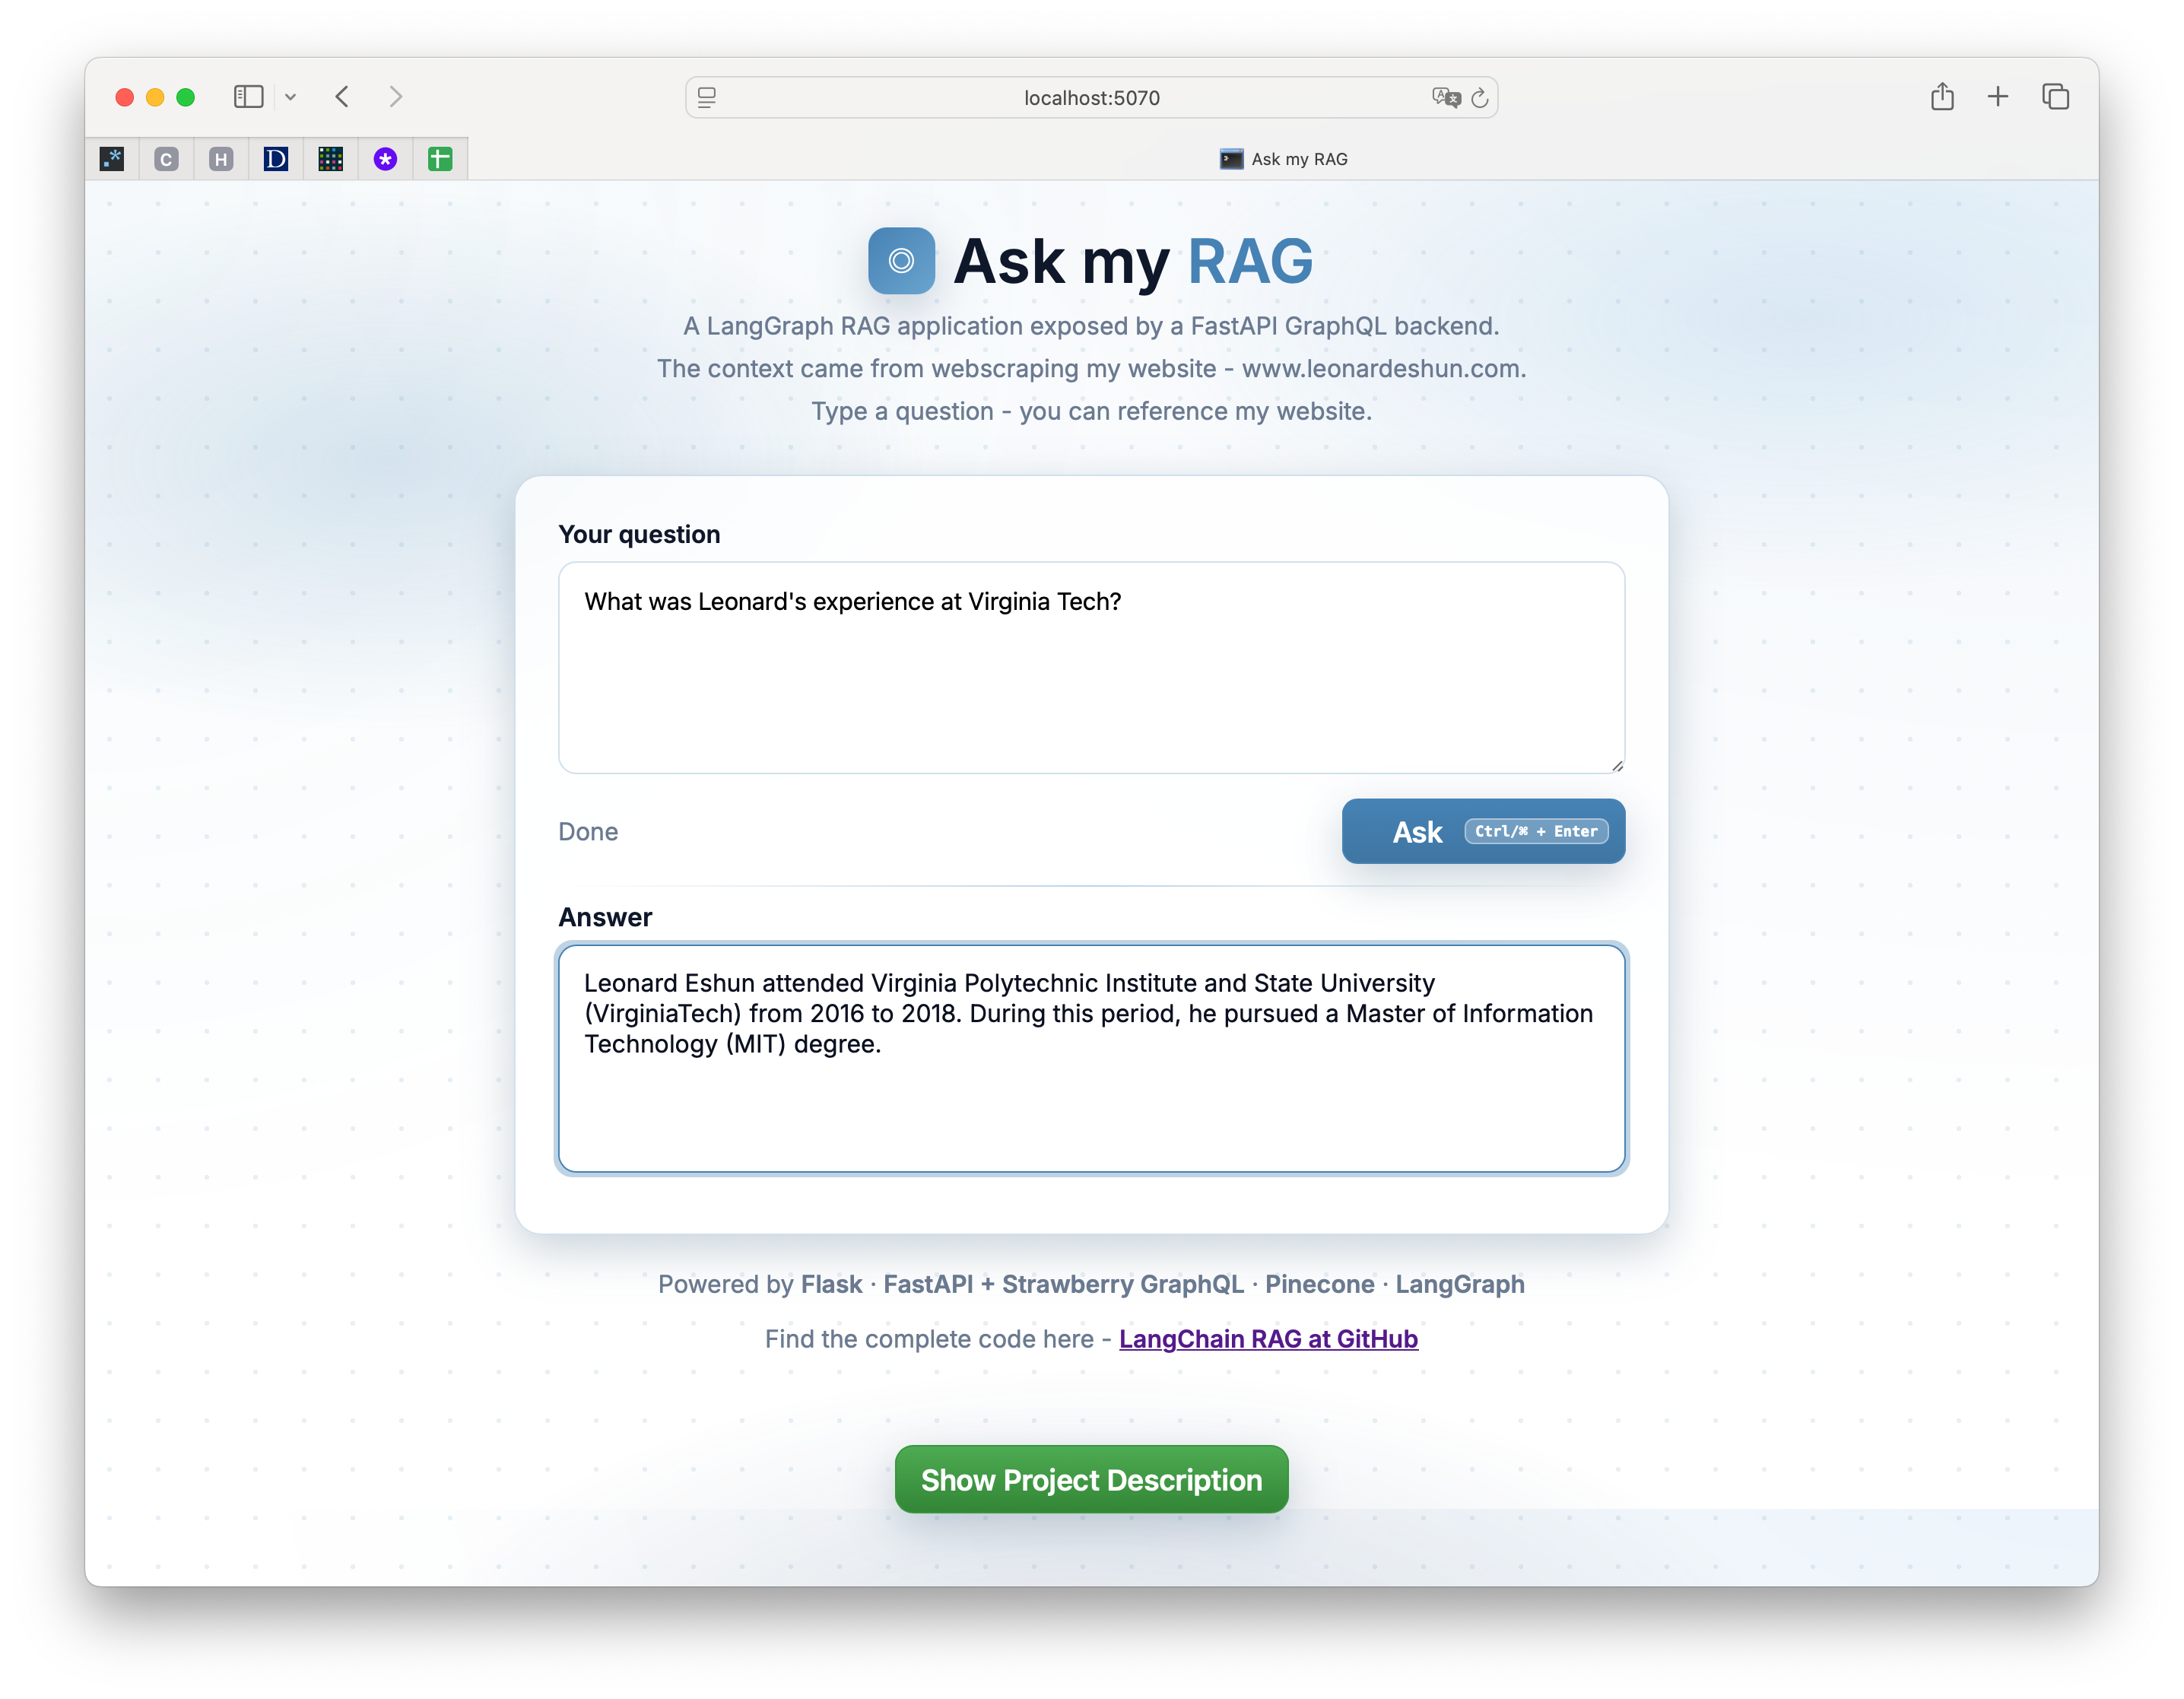 localhost:5070
.*
C
H
D
*
Ask my RAG
Ask my RAG
A LangGraph RAG application exposed by a FastAPI GraphQL backend.
The context came from webscraping my website - www.leonardeshun.com.
Type a question - you can reference my website.
Your question
What was Leonard's experience at Virginia Tech?
Done
Ask Ctrl/⌘ + Enter
Answer
Leonard Eshun attended Virginia Polytechnic Institute and State University
(VirginiaTech) from 2016 to 2018. During this period, he pursued a Master of Information
Technology (MIT) degree.
Powered by Flask · FastAPI + Strawberry GraphQL · Pinecone · LangGraph
Find the complete code here - LangChain RAG at GitHub
Show Project Description